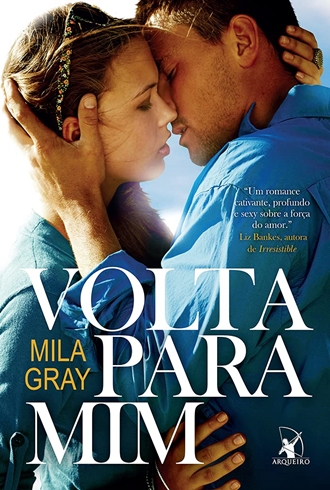 “Um romance
cativante, profundo
e sexy sobre a força
do amor.”
Liz Bankes, autora
de Irresistible
VOLTA
MILA
GRAY
PARA
MIM
ARQUEIRO